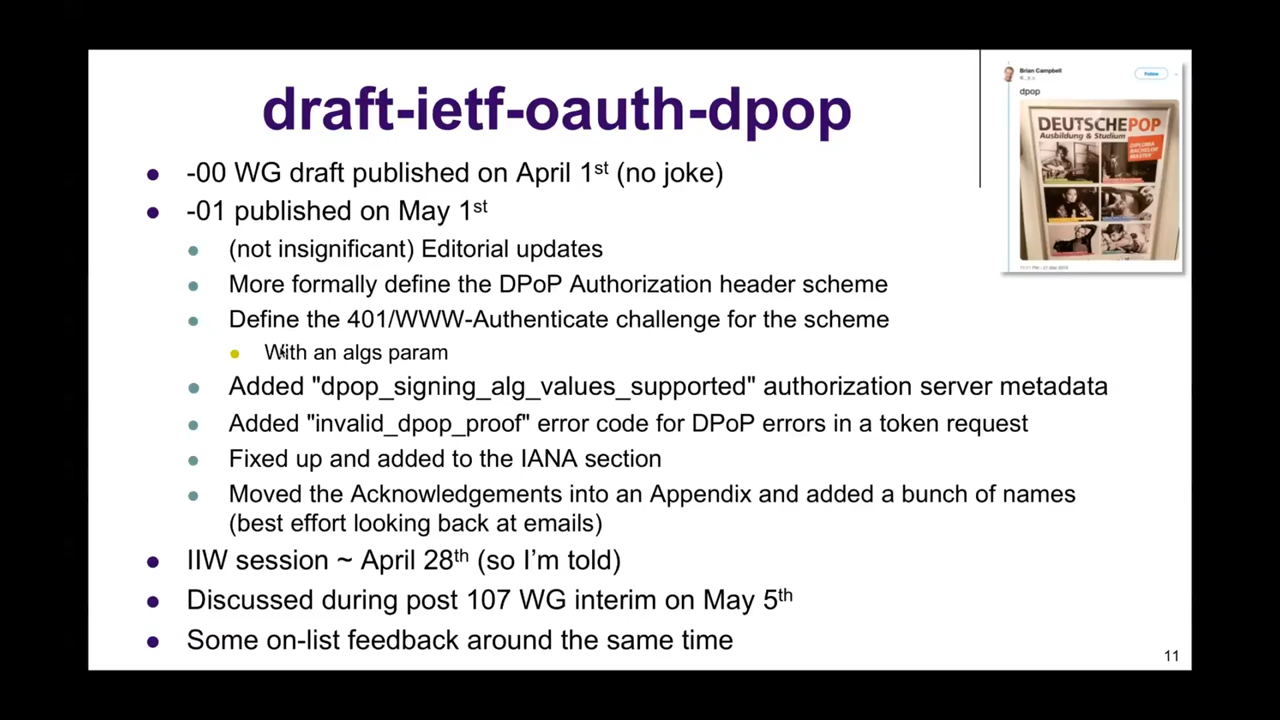 draft-ietf-oauth-dpop
-00 WG draft published on April 1st (no joke)
-01 published on May 1st
(not insignificant) Editorial updates
More formally define the DPoP Authorization header scheme
Define the 401/WWW-Authenticate challenge for the scheme
With an algs param
Added "dpop_signing_alg_values_supported" authorization server metadata
Added "invalid_dpop_proof" error code for DPoP errors in a token request
Fixed up and added to the IANA section
Moved the Acknowledgements into an Appendix and added a bunch of names
(best effort looking back at emails)
IIW session ~ April 28th (so I'm told)
Discussed during post 107 WG interim on May 5th
Some on-list feedback around the same time
Brian Campbell
Follow
dpop
DEUTSCHEPOP
Ausbildung & Studium
DIPLOMA
BACHELOR
MASTER
11